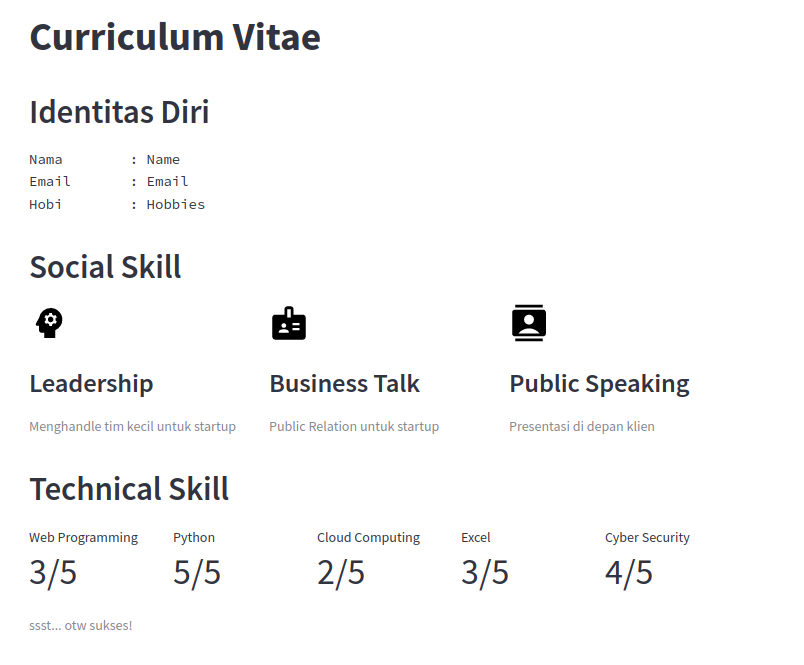 Curriculum Vitae
Identitas Diri
Nama : Name
Email : Email
Hobi : Hobbies
Social Skill
Leadership
Business Talk
Public Speaking
Menghandle tim kecil untuk startup
Public Relation untuk startup
Presentasi di depan klien
Technical Skill
Web Programming
Python
Cloud Computing
Excel
Cyber Security
3/5
5/5
2/5
3/5
4/5
ssst... otw sukses!